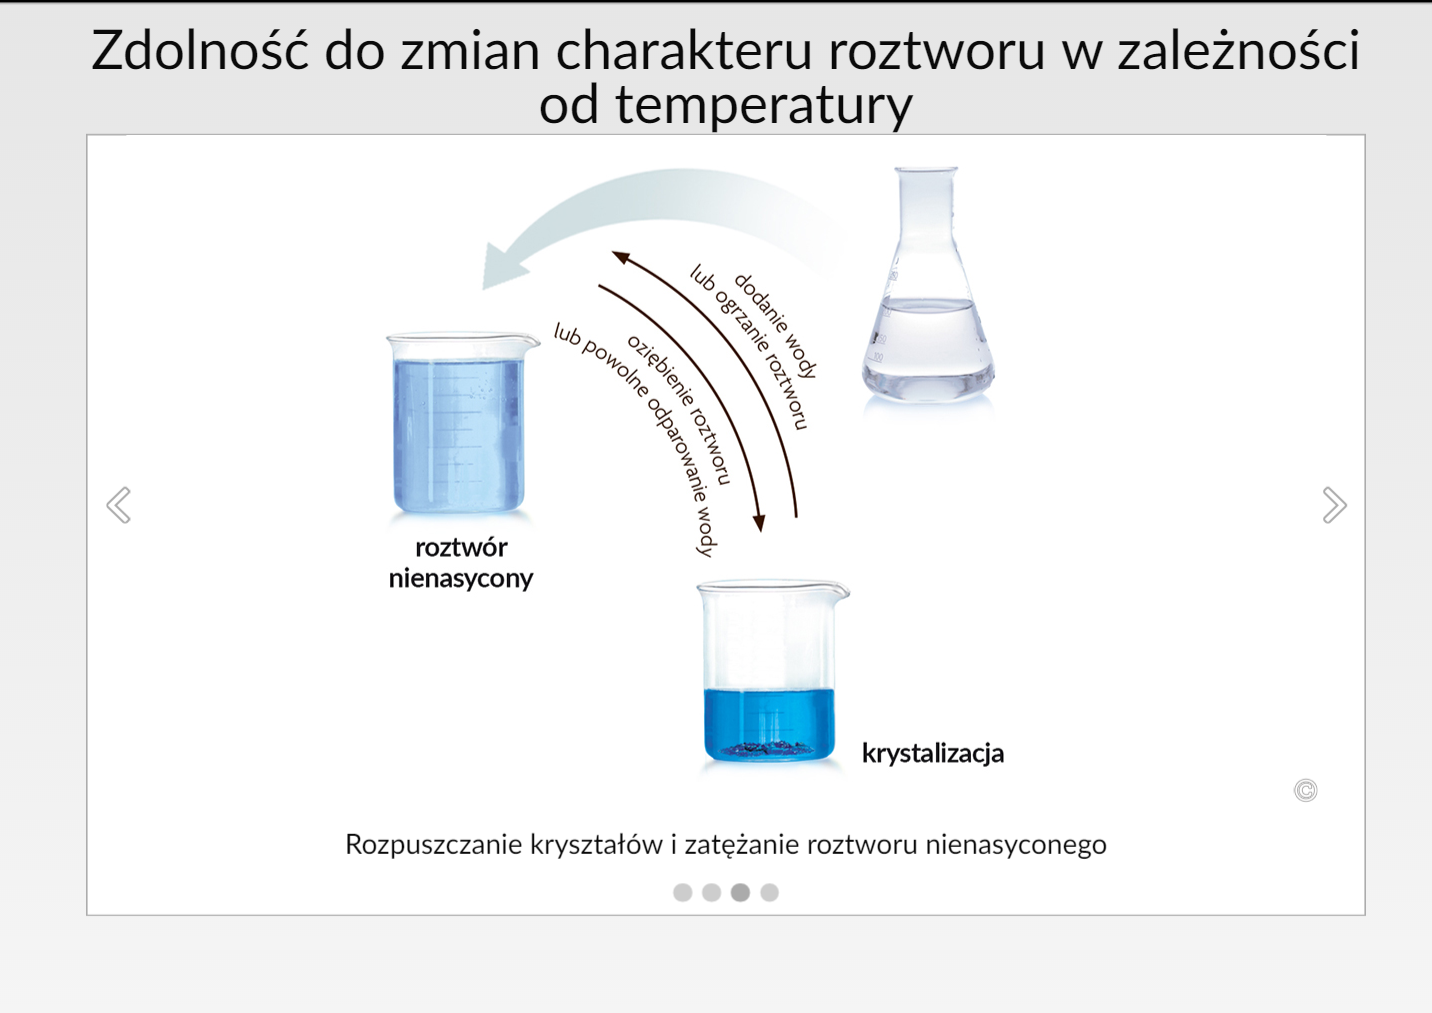 Zdolność do zmian charakteru roztworu w zależności
od temperatury
dodanie wody
lub ogrzanie roztworu
oziębienie roztworu
lub powolne odparowanie wody
roztwór
nienasycony
krystalizacja
©
Rozpuszczanie kryształów i zatężanie roztworu nienasyconego